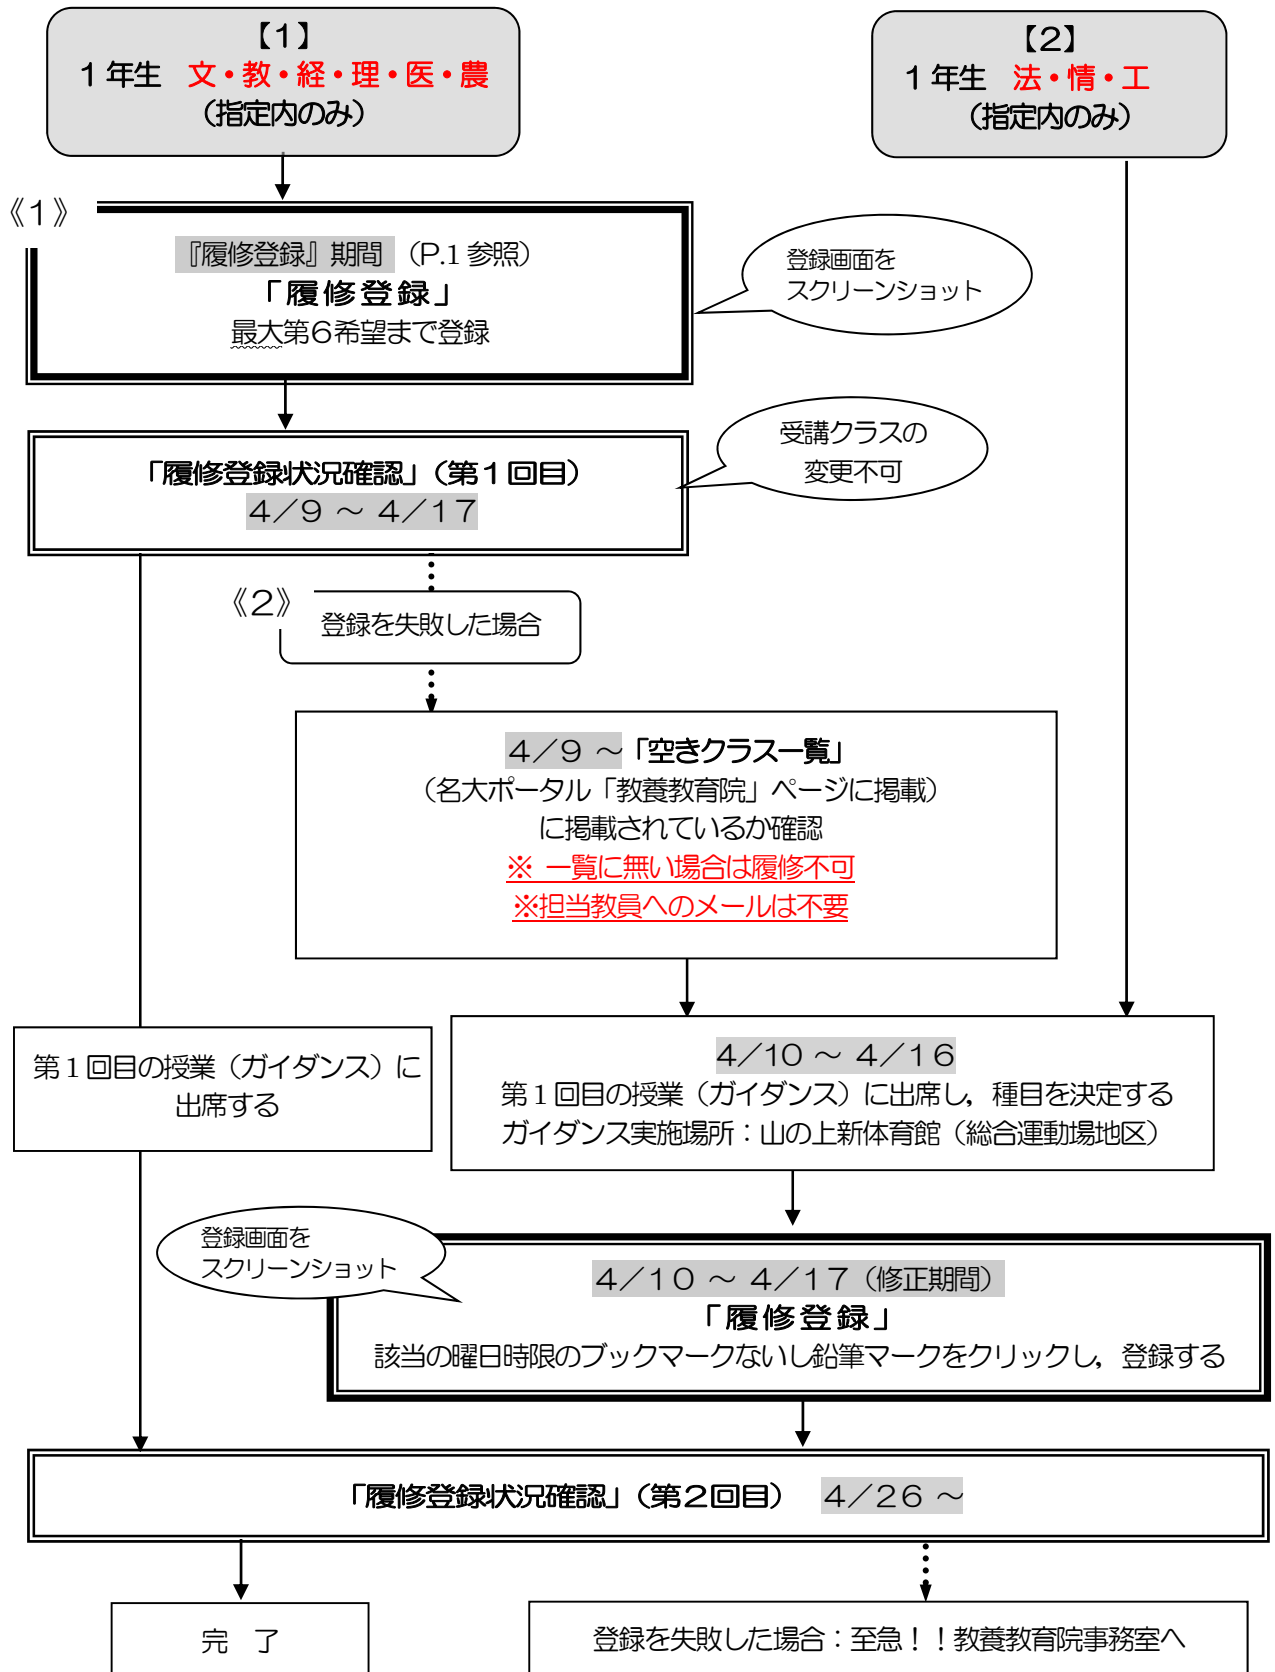 【1】
１年生　文・教・経・理・医・農
（指定内のみ）
【2】
１年生　法・情・工
（指定内のみ）
《1》
『履修登録』期間　（P.1 参照）
「履修登録」
最大第６希望まで登録
登録画面を
スクリーンショット
「履修登録状況確認」（第１回目）
４／９ ～ ４／１７
受講クラスの
変更不可
《2》
登録を失敗した場合
４／９ ～「空きクラス一覧」
（名大ポータル「教養教育院」ページに掲載）
に掲載されているか確認
※ 一覧に無い場合は履修不可
※担当教員へのメールは不要
第１回目の授業（ガイダンス）に
出席する
４／10 ～ ４／１６
第１回目の授業（ガイダンス）に出席し，種目を決定する
ガイダンス実施場所：山の上新体育館（総合運動場地区）
登録画面を
スクリーンショット
４／１０ ～ ４／１７（修正期間）
「履修登録」
該当の曜日時限のブックマークないし鉛筆マークをクリックし，登録する
「履修登録状況確認」（第２回目）　４／２６ ～
完　了
登録を失敗した場合：至急！！教養教育院事務室へ